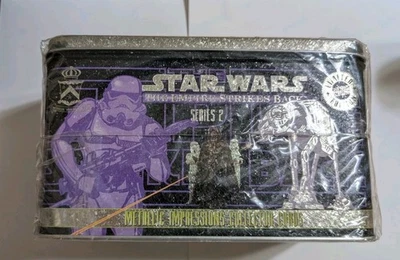 STAR WARS
THE EMPIRE STRIKES BACK
SERIES 2
METALLIC IMPRESSIONS COLLECTOR CARDS